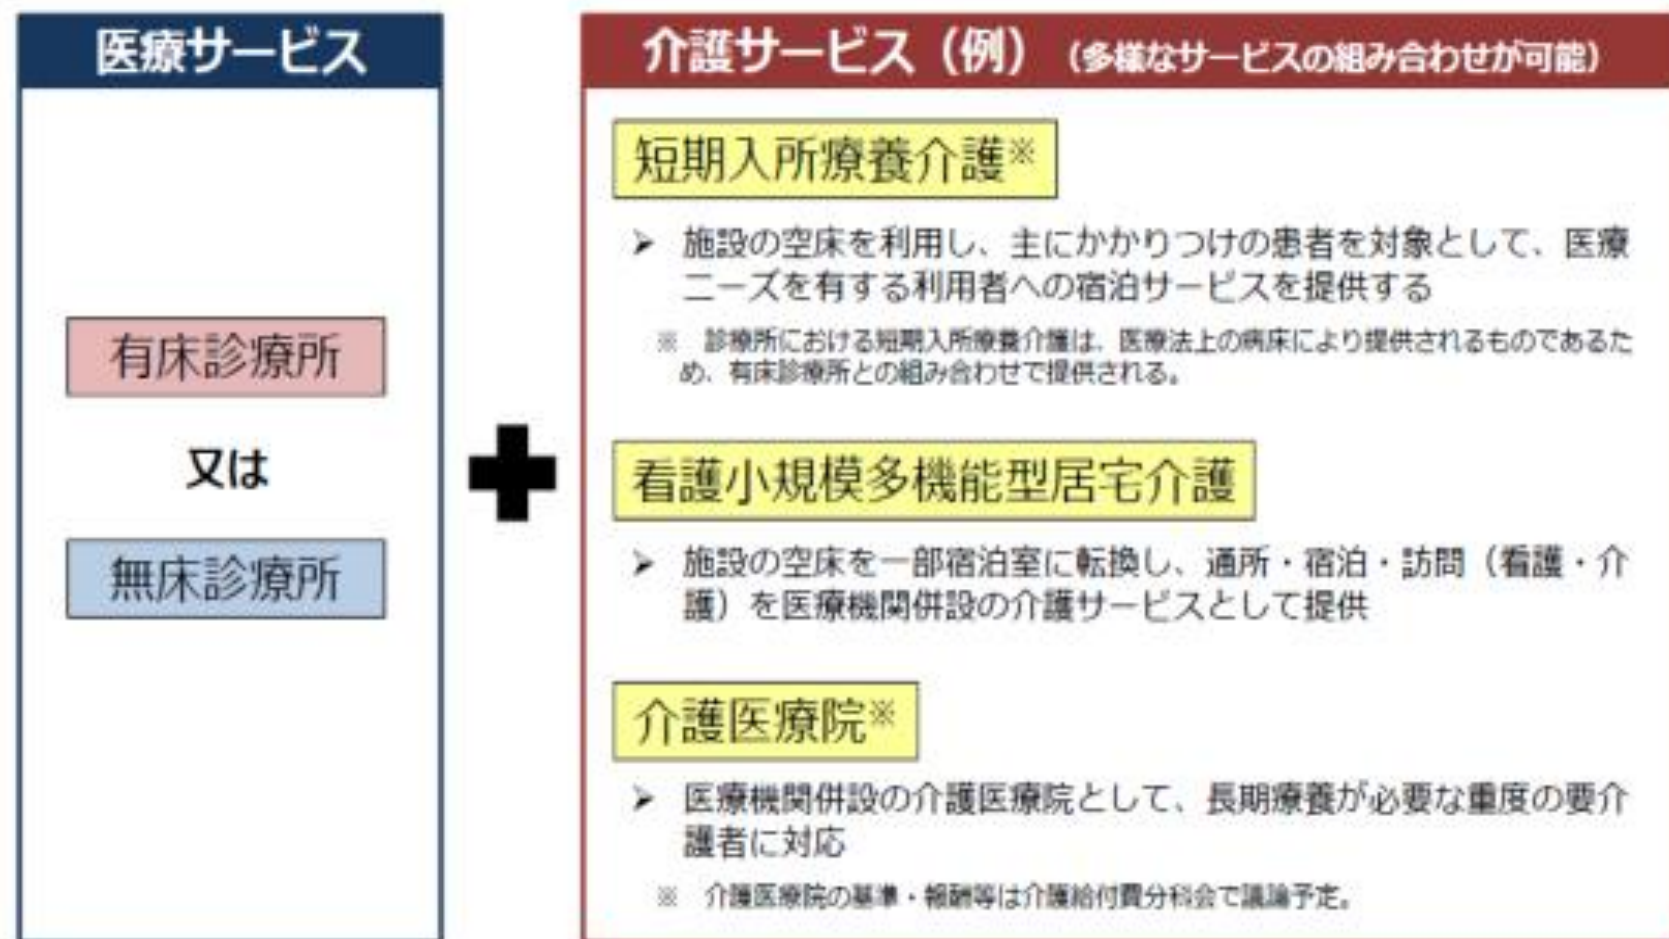 医療サービス
有床診療所
又は
無床診療所
介護サービス（例）（多様なサービスの組み合わせが可能）
短期入所療養介護※
➢ 施設の空床を利用し、主にかかりつけの患者を対象として、医療
ニーズを有する利用者への宿泊サービスを提供する
※ 診療所における短期入所療養介護は、医療法上の病床により提供されるものであるた
め、有床診療所との組み合わせで提供される。
看護小規模多機能型居宅介護
➢ 施設の空床を一部宿泊室に転換し、通所・宿泊・訪問（看護・介
護）を医療機関併設の介護サービスとして提供
介護医療院※
➢ 医療機関併設の介護医療院として、長期療養が必要な重度の要介
護者に対応
※ 介護医療院の基準・報酬等は介護給付費分科会で議論予定。